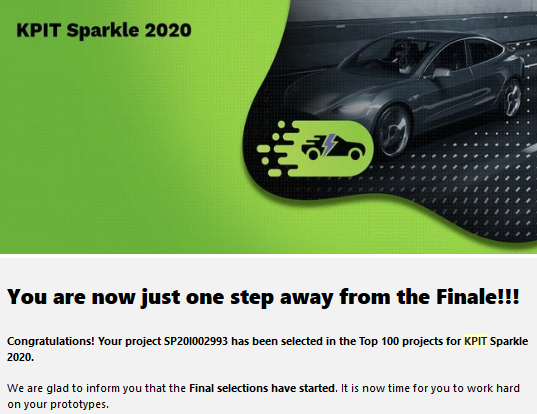 KPIT Sparkle 2020
You are now just one step away from the Finale!!!
Congratulations! Your project SP20I002993 has been selected in the Top 100 projects for KPIT Sparkle
2020.
We are glad to inform you that the Final selections have started. It is now time for you to work hard
on your prototypes.